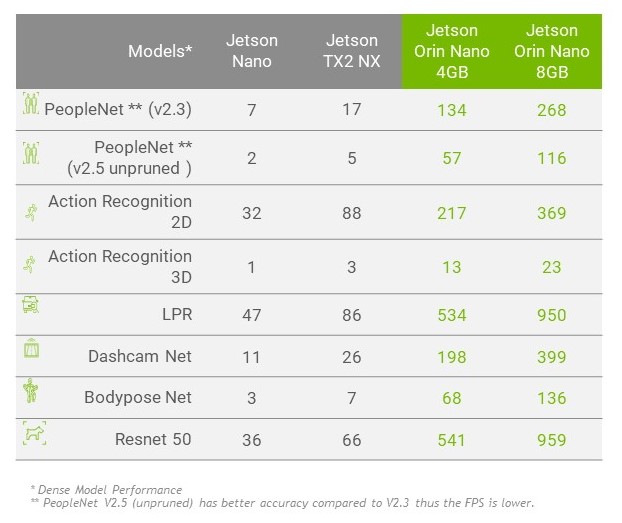 Models*
Jetson
Nano
Jetson
TX2 NX
Jetson
Orin Nano
4GB
Jetson
Orin Nano
8GB
PeopleNet ** (v2.3) 7 17 134 268
PeopleNet **
(v2.5 unpruned ) 2 5 57 116
Action Recognition
2D 32 88 217 369
Action Recognition
3D 1 3 13 23
LPR 47 86 534 950
Dashcam Net 11 26 198 399
Bodypose Net 3 7 68 136
Resnet 50 36 66 541 959
* Dense Model Performance
** PeopleNet V2.5 (unpruned) has better accuracy compared to V2.3 thus the FPS is lower.